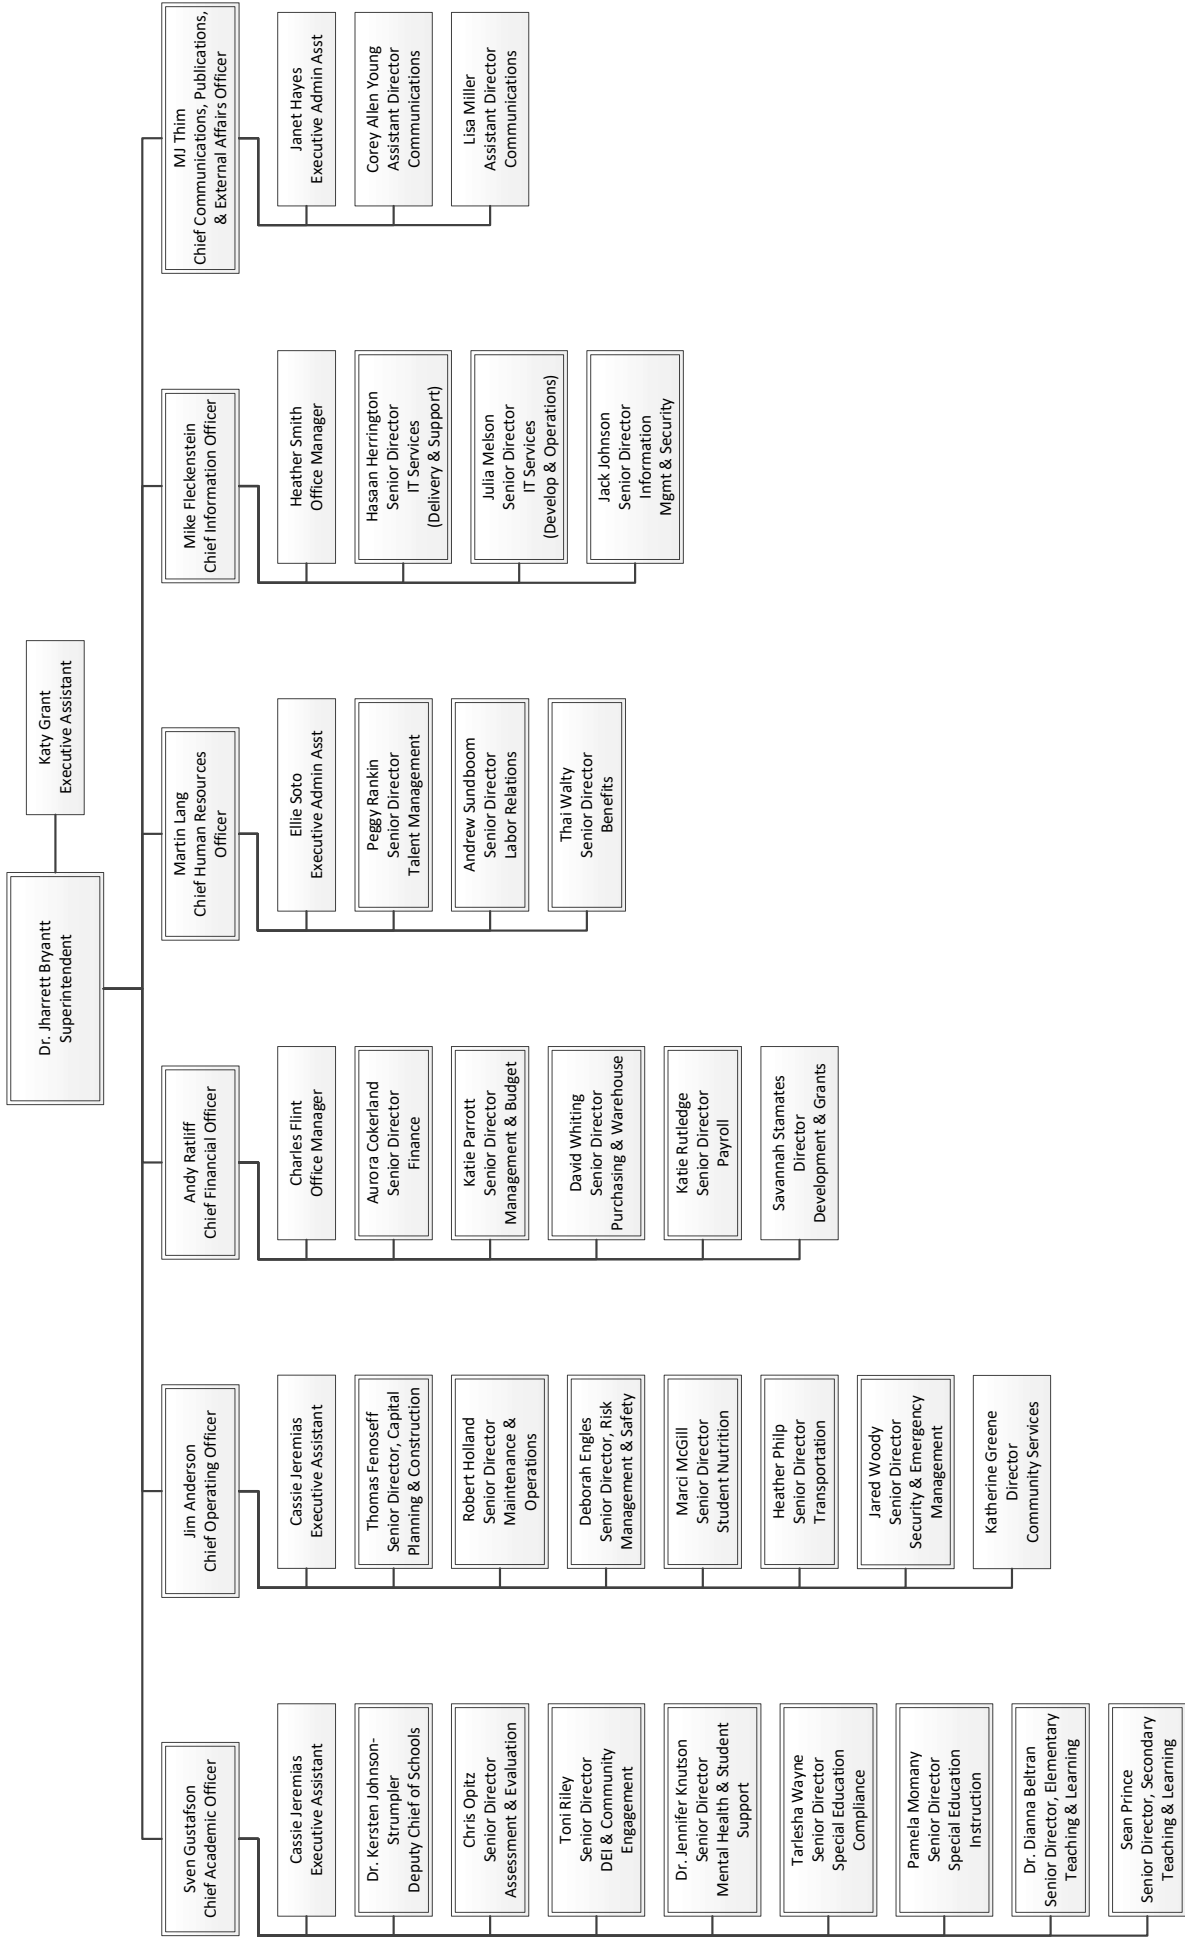 Dr. Jharrett Bryantt
Superintendent
Katy Grant
Executive Assistant
Sven Gustafson
Chief Academic Officer
Cassie Jeremias
Executive Assistant
Dr. Kersten Johnson-
Strumpler
Deputy Chief of Schools
Chris Opitz
Senior Director
Assessment & Evaluation
Toni Riley
Senior Director
DEI & Community
Engagement
Dr. Jennifer Knutson
Senior Director
Mental Health & Student
Support
Tarlesha Wayne
Senior Director
Special Education
Compliance
Pamela Momany
Senior Director
Special Education
Instruction
Dr. Dianna Beltran
Senior Director, Elementary
Teaching & Learning
Sean Prince
Senior Director, Secondary
Teaching & Learning
Jim Anderson
Chief Operating Officer
Cassie Jeremias
Executive Assistant
Thomas Fenoseff
Senior Director, Capital
Planning & Construction
Robert Holland
Senior Director
Maintenance &
Operations
Deborah Engles
Senior Director, Risk
Management & Safety
Marci McGill
Senior Director
Student Nutrition
Heather Philp
Senior Director
Transportation
Jared Woody
Senior Director
Security & Emergency
Management
Katherine Greene
Director
Community Services
Andy Ratliff
Chief Financial Officer
Charles Flint
Office Manager
Aurora Cokerland
Senior Director
Finance
Katie Parrott
Senior Director
Management & Budget
David Whiting
Senior Director
Purchasing & Warehouse
Katie Rutledge
Senior Director
Payroll
Savannah Stamates
Director
Development & Grants
Martin Lang
Chief Human Resources
Officer
Ellie Soto
Executive Admin Asst
Peggy Rankin
Senior Director
Talent Management
Andrew Sundboom
Senior Director
Labor Relations
Thai Walty
Senior Director
Benefits
Mike Fleckenstein
Chief Information Officer
Heather Smith
Office Manager
Hasaan Herrington
Senior Director
IT Services
(Delivery & Support)
Julia Melson
Senior Director
IT Services
(Develop & Operations)
Jack Johnson
Senior Director
Information
Mgmt & Security
MJ Thim
Chief Communications, Publications,
& External Affairs Officer
Janet Hayes
Executive Admin Asst
Corey Allen Young
Assistant Director
Communications
Lisa Miller
Assistant Director
Communications